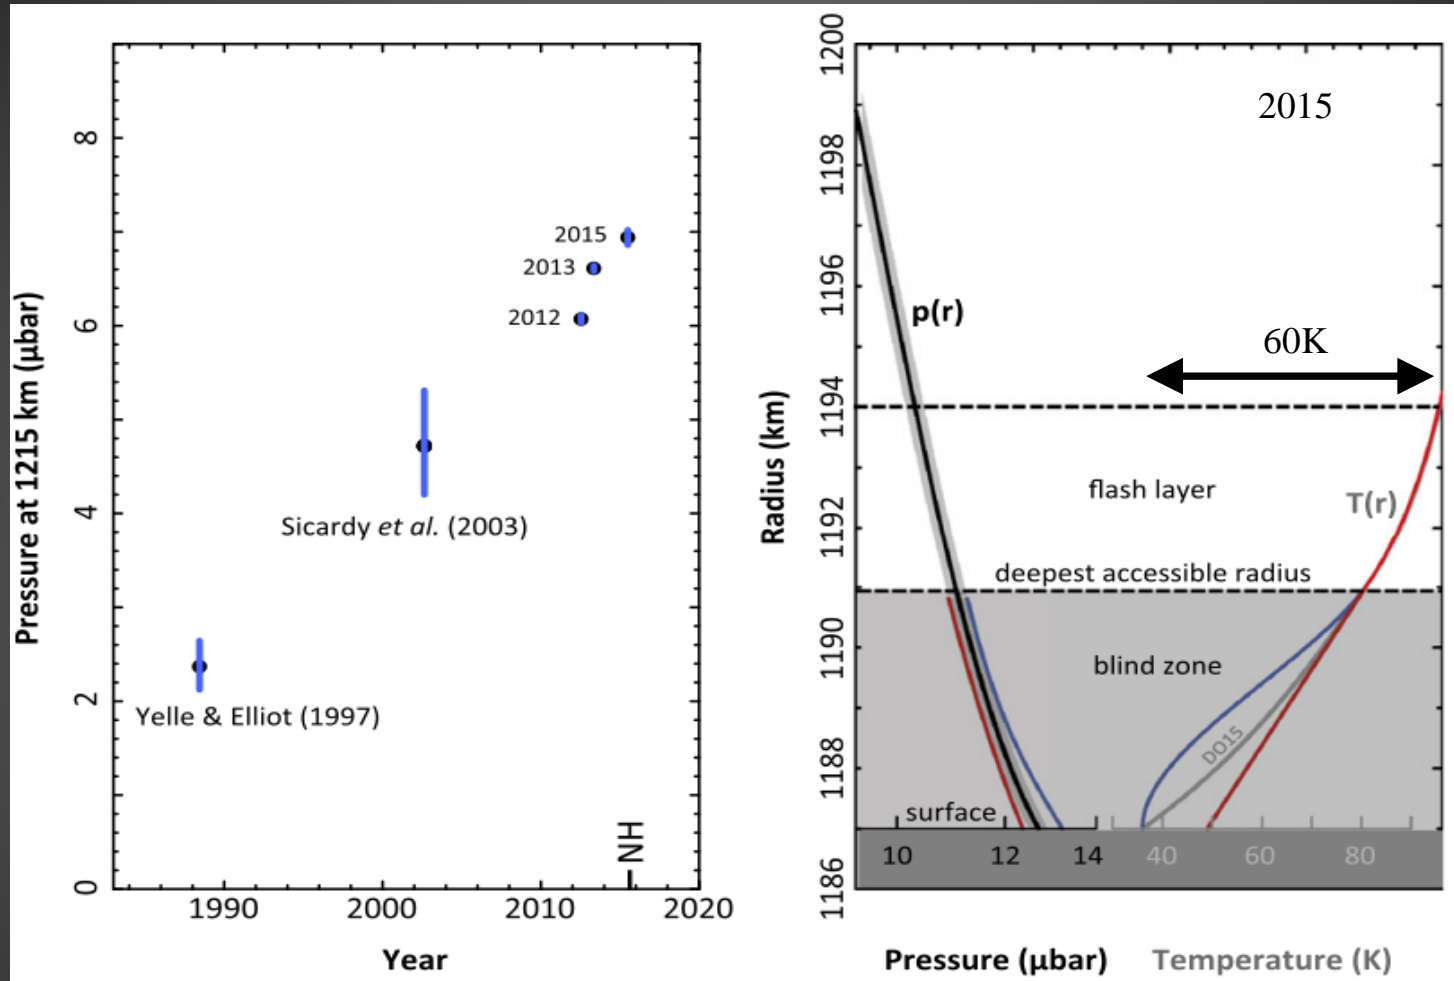 Pressure at 1215 km (µbar)
8
6
4
2
0
2015
2013
2012
Sicardy et al. (2003)
Yelle & Elliot (1997)
NH
1990
2000
2010
2020
Year
Radius (km)
1200
1198
1196
1194
1192
1190
1188
1186
2015
p(r)
60K
flash layer
T(r)
deepest accessible radius
blind zone
DO15
surface
10
12
14
40
60
80
Pressure (µbar)
Temperature (K)